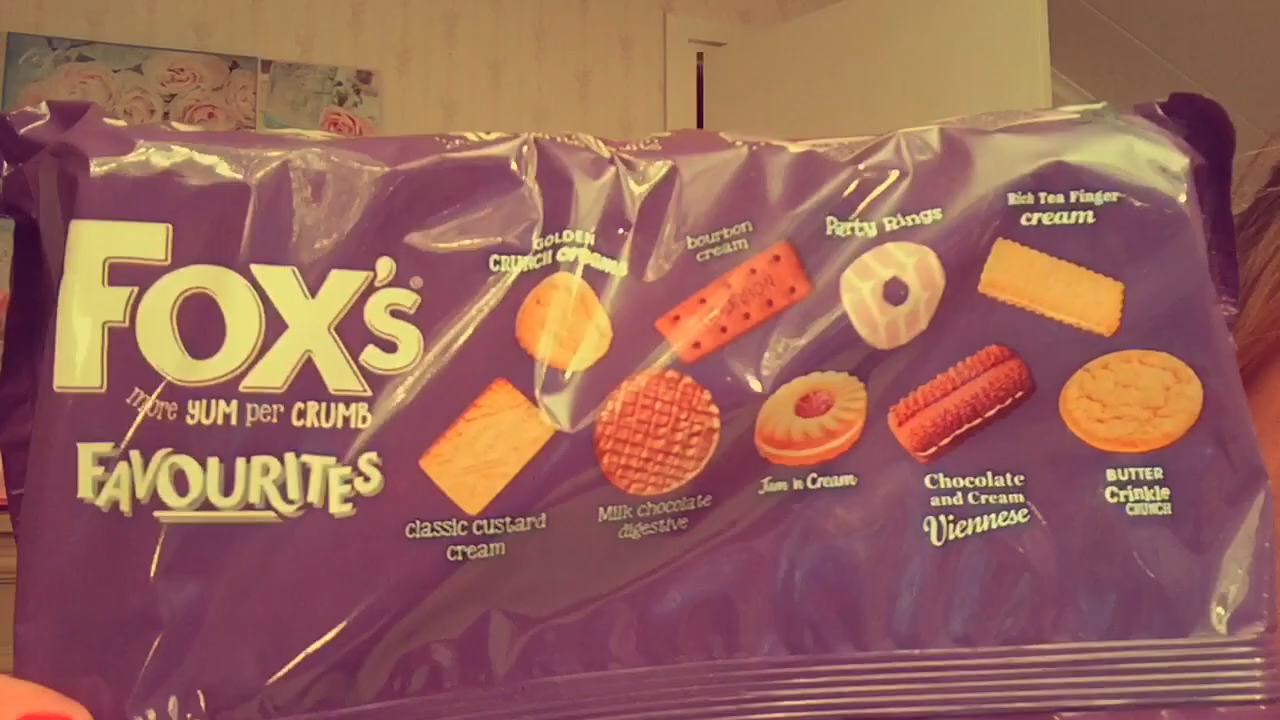 FOX'S®
more YUM per CRUMB
FAVOURITES
GOLDEN
CRUNCH creams
bourbon
cream
Party Rings
Rich Tea Finger
cream
classic custard
cream
Milk chocolate
digestive
Jam 'n Cream
Chocolate
and Cream
Viennese
BUTTER
Crinkle
CRUNCH